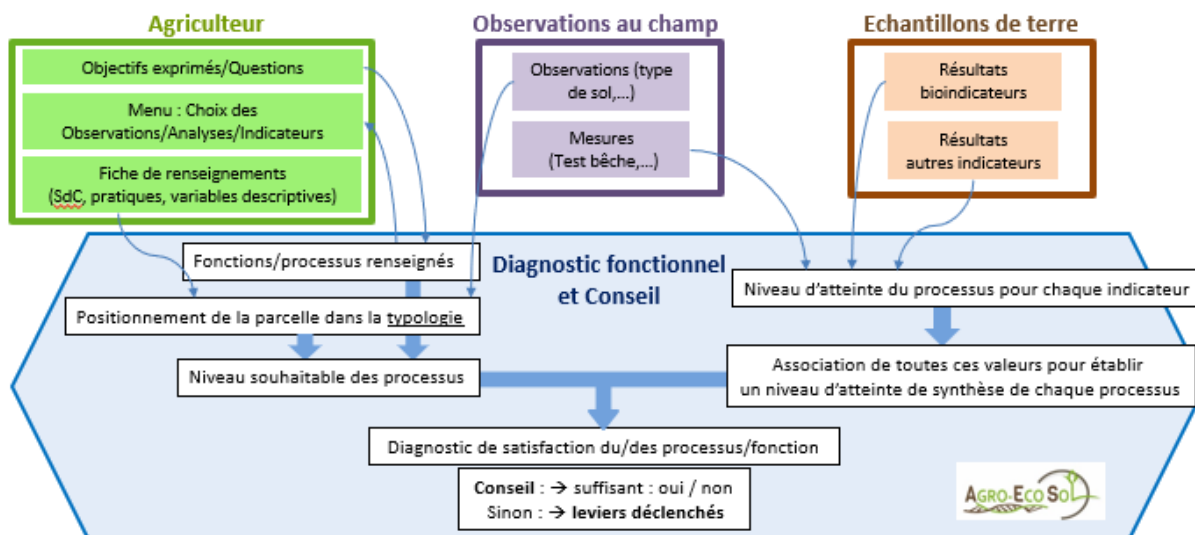 Agriculteur
Objectifs exprimés/Questions
Menu : Choix des
Observations/Analyses/Indicateurs
Fiche de renseignements
(SdC, pratiques, variables descriptives)
Observations au champ
Observations (type
de sol,...)
Mesures
(Test bêche,...)
Echantillons de terre
Résultats
bioindicateurs
Résultats
autres indicateurs
Diagnostic fonctionnel
et Conseil
Fonctions/processus renseignés
Positionnement de la parcelle dans la typologie
Niveau souhaitable des processus
Niveau d'atteinte du processus pour chaque indicateur
Association de toutes ces valeurs pour établir
un niveau d'atteinte de synthèse de chaque processus
Diagnostic de satisfaction du/des processus/fonction
Conseil : → suffisant : oui / non
Sinon : → leviers déclenchés
AGRO-ECO SOL